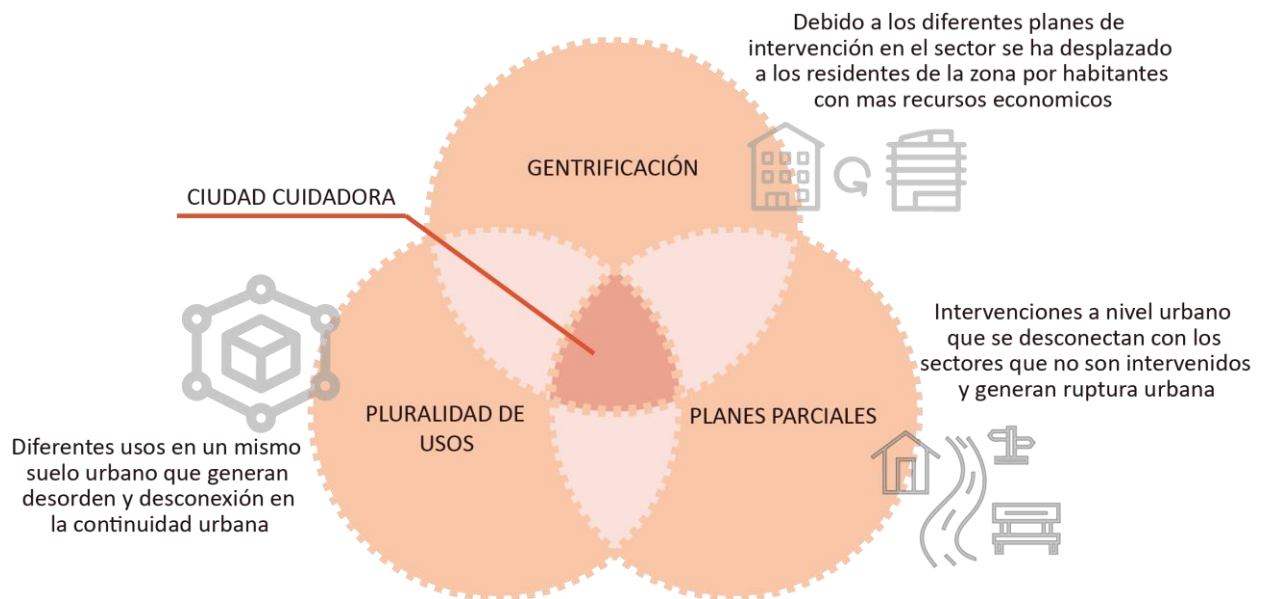 Debido a los diferentes planes de
intervención en el sector se ha desplazado
a los residentes de la zona por habitantes
con mas recursos economicos
GENTRIFICACIÓN
CIUDAD CUIDADORA
Intervenciones a nivel urbano
que se desconectan con los
sectores que no son intervenidos
y generan ruptura urbana
PLURALIDAD DE
USOS
PLANES PARCIALES
Diferentes usos en un mismo
suelo urbano que generan
desorden y desconexión en
la continuidad urbana